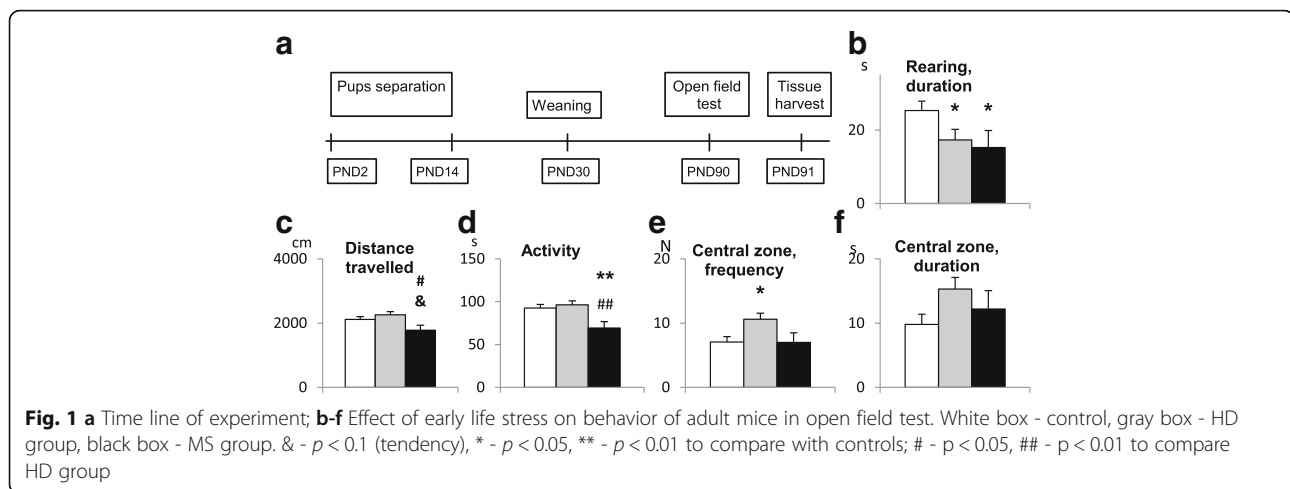 a
Pups separation
Weaning
Open field
test
Tissue
harvest
PND2
PND14
PND30
PND90
PND91
b
s
Rearing,
duration
* *
20
0
c
cm
Distance
travelled
4000
#
&
2000
0
d
s
Activity
150
**
100
##
50
0
e
N
Central zone,
frequency
20
*
10
0
f
s
Central zone,
duration
20
10
0
Fig. 1 a Time line of experiment; b-f Effect of early life stress on behavior of adult mice in open field test. White box - control, gray box - HD
group, black box - MS group. & - p < 0.1 (tendency), * - p < 0.05, ** - p < 0.01 to compare with controls; # - p < 0.05, ## - p < 0.01 to compare
HD group